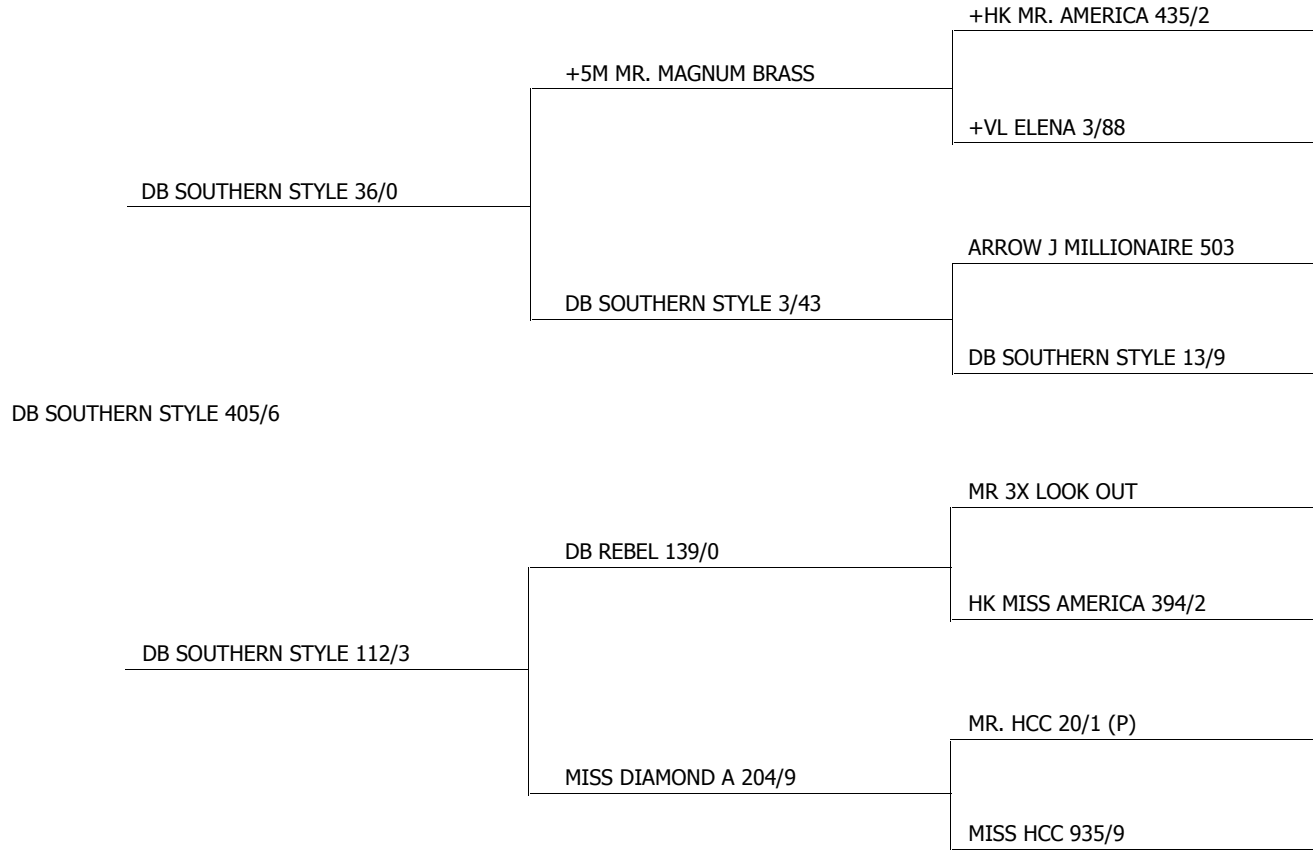 +HK MR. AMERICA 435/2
+5M MR. MAGNUM BRASS
+VL ELENA 3/88
DB SOUTHERN STYLE 36/0
ARROW J MILLIONAIRE 503
DB SOUTHERN STYLE 3/43
DB SOUTHERN STYLE 13/9
DB SOUTHERN STYLE 405/6
MR 3X LOOK OUT
DB REBEL 139/0
HK MISS AMERICA 394/2
DB SOUTHERN STYLE 112/3
MR. HCC 20/1 (P)
MISS DIAMOND A 204/9
MISS HCC 935/9